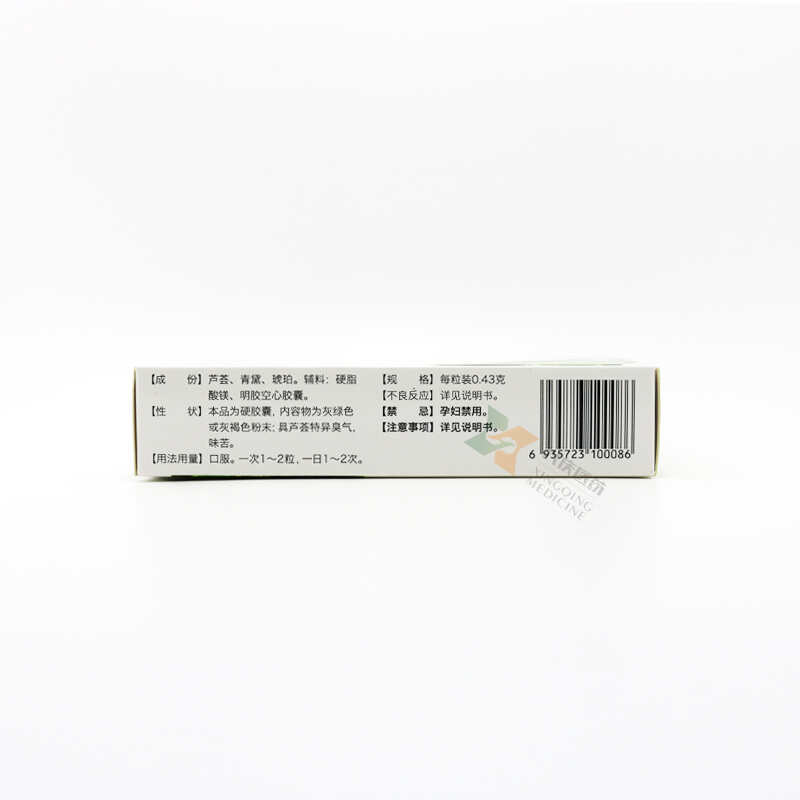 【成　份】芦荟、青黛、琥珀。辅料：硬脂
酸镁、明胶空心胶囊。
【性　状】本品为硬胶囊，内容物为灰绿色
或灰褐色粉末；具芦荟特异臭气，
味苦。
【用法用量】口服。一次1～2粒，一日1～2次。
【规　格】每粒装0.43克
【不良反应】详见说明书。
【禁　忌】孕妇禁用。
【注意事项】详见说明书。
6 935723 100086
XINGQING
MEDICINE